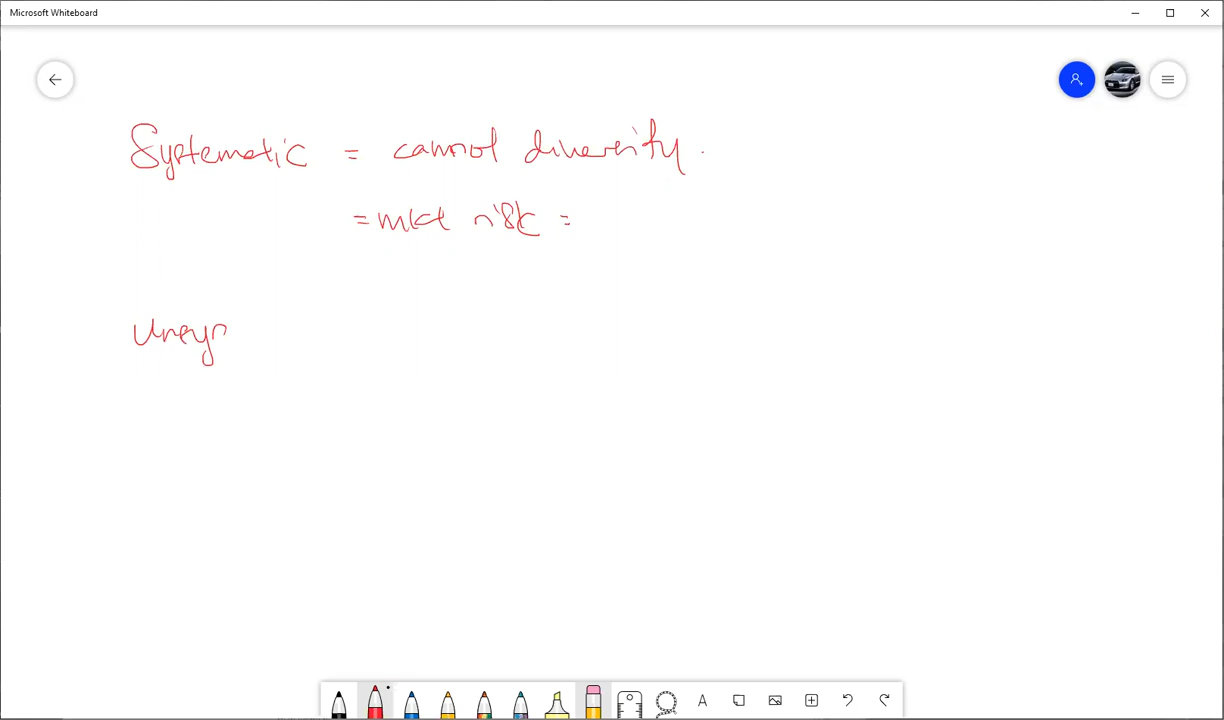 Microsoft Whiteboard
Systematic = cannot diversify.
= mkt risk =
Unsys